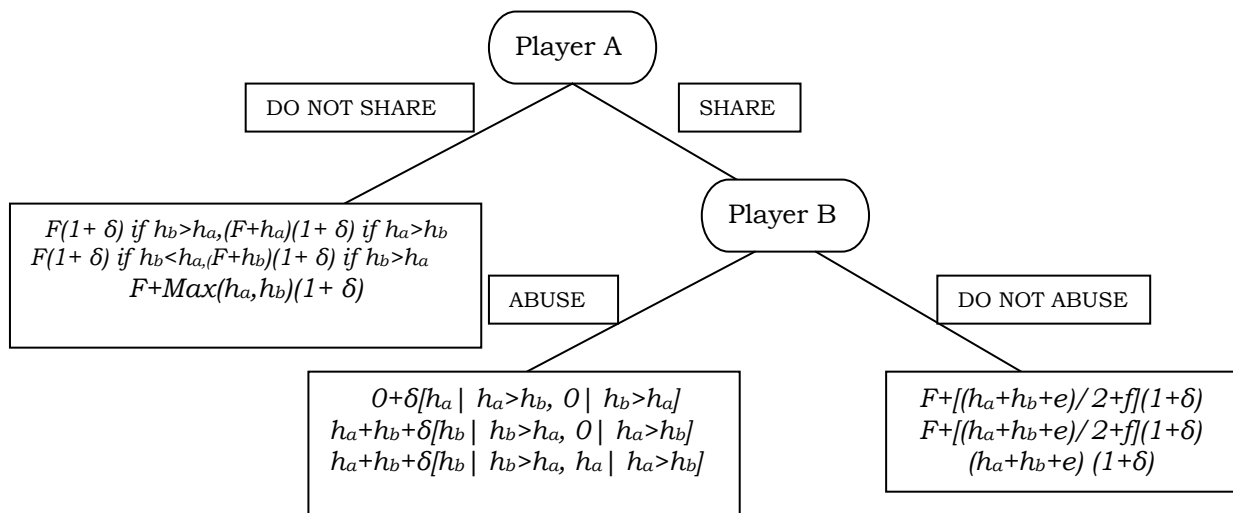 Player A
DO NOT SHARE
SHARE
F(1+ δ) if hb>ha,(F+ha)(1+ δ) if ha>hb
F(1+ δ) if hb<ha,(F+hb)(1+ δ) if hb>ha
F+Max(ha,hb)(1+ δ)
Player B
ABUSE
DO NOT ABUSE
0+δ[ha| ha>hb, 0| hb>ha]
ha+hb+δ[hb| hb>ha, 0| ha>hb]
ha+hb+δ[hb| hb>ha, ha| ha>hb]
F+[(ha+hb+e)/2+f](1+δ)
F+[(ha+hb+e)/2+f](1+δ)
(ha+hb+e) (1+δ)